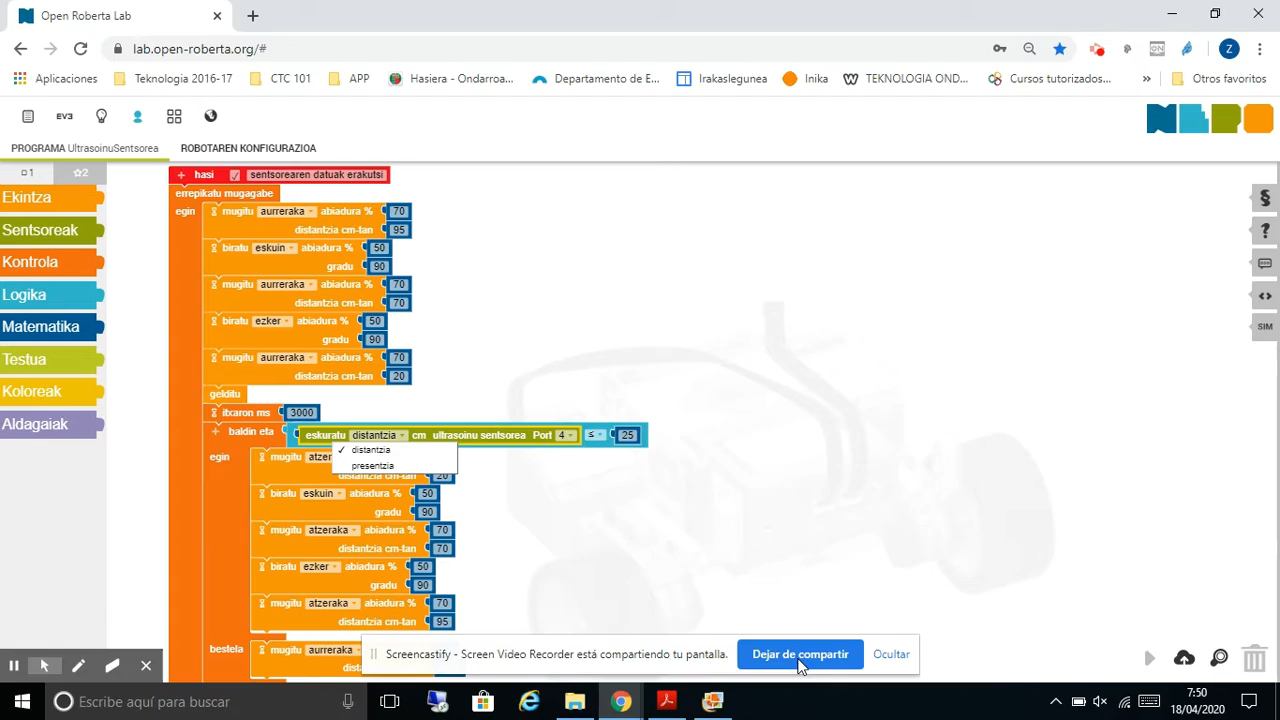 Open Roberta Lab
lab.open-roberta.org/#
Z
Aplicaciones
Teknologia 2016-17
CTC 101
APP
Hasiera - Ondarroa...
Departamento de E...
Irakaslegunea
Inika
TEKNOLOGIA OND...
Cursos tutorizados...
»
Otros favoritos
EV3
PROGRAMA UltrasoinuSentsorea
ROBOTAREN KONFIGURAZIOA
1
2
Ekintza
Sentsoreak
Kontrola
Logika
Matematika
Testua
Koloreak
Aldagaiak
+ hasi ✓ sentsorearen datuak erakutsi
errepikatu mugagabe
egin mugitu aurreraka abiadura % 70
distantzia cm-tan 95
biratu eskuin abiadura % 50
gradu 90
mugitu aurreraka abiadura % 70
distantzia cm-tan 70
biratu ezker abiadura % 50
gradu 90
mugitu aurreraka abiadura % 70
distantzia cm-tan 20
gelditu
itxaron ms 3000
+ baldin eta eskuratu distantzia cm ultrasoinu sentsorea Port 4 ≤ 25
✓ distantzia
presentzia
egin mugitu
20
biratu eskuin abiadura % 50
gradu 90
mugitu atzeraka abiadura % 70
distantzia cm-tan 70
biratu ezker abiadura % 50
gradu 90
mugitu atzeraka abiadura % 70
distantzia cm-tan 95
bestela mugitu
§
?
<>
SIM
Screencastify - Screen Video Recorder está compartiendo tu pantalla.
Dejar de compartir
Ocultar
Escribe aquí para buscar
7:50
18/04/2020